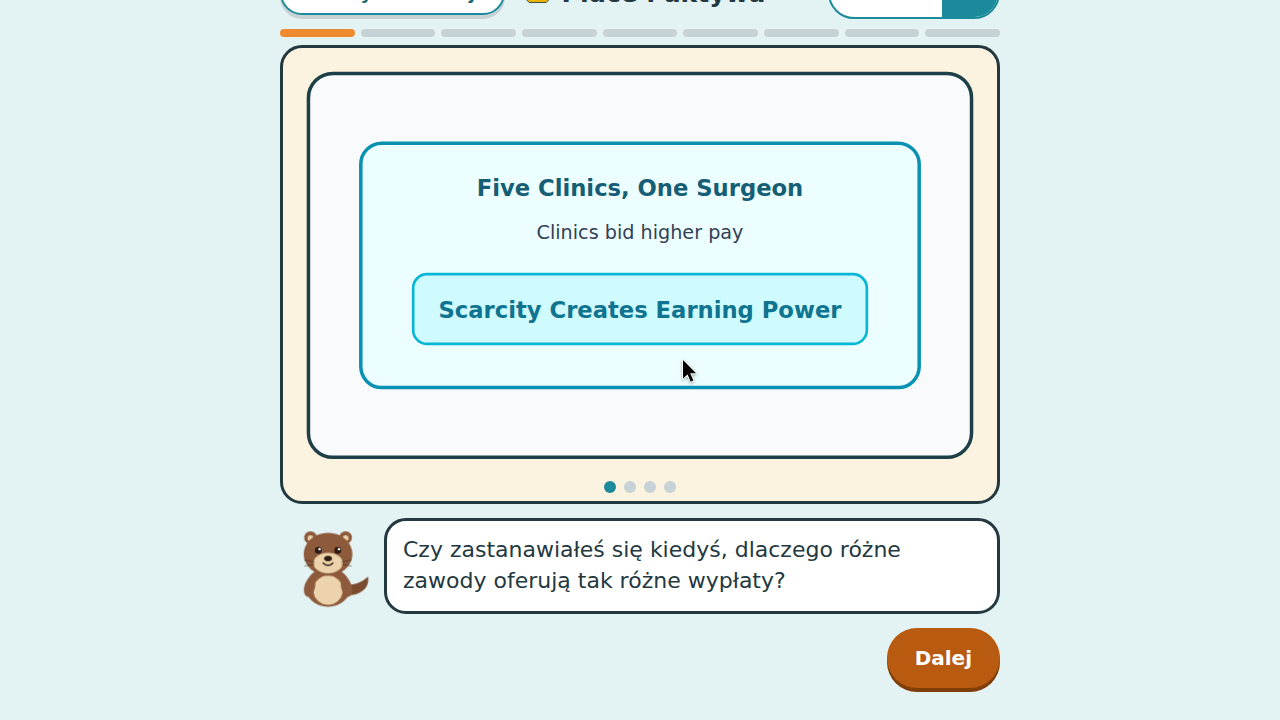 Five Clinics, One Surgeon
Clinics bid higher pay
Scarcity Creates Earning Power
Czy zastanawiałeś się kiedyś, dlaczego różne
zawody oferują tak różne wypłaty?
Dalej